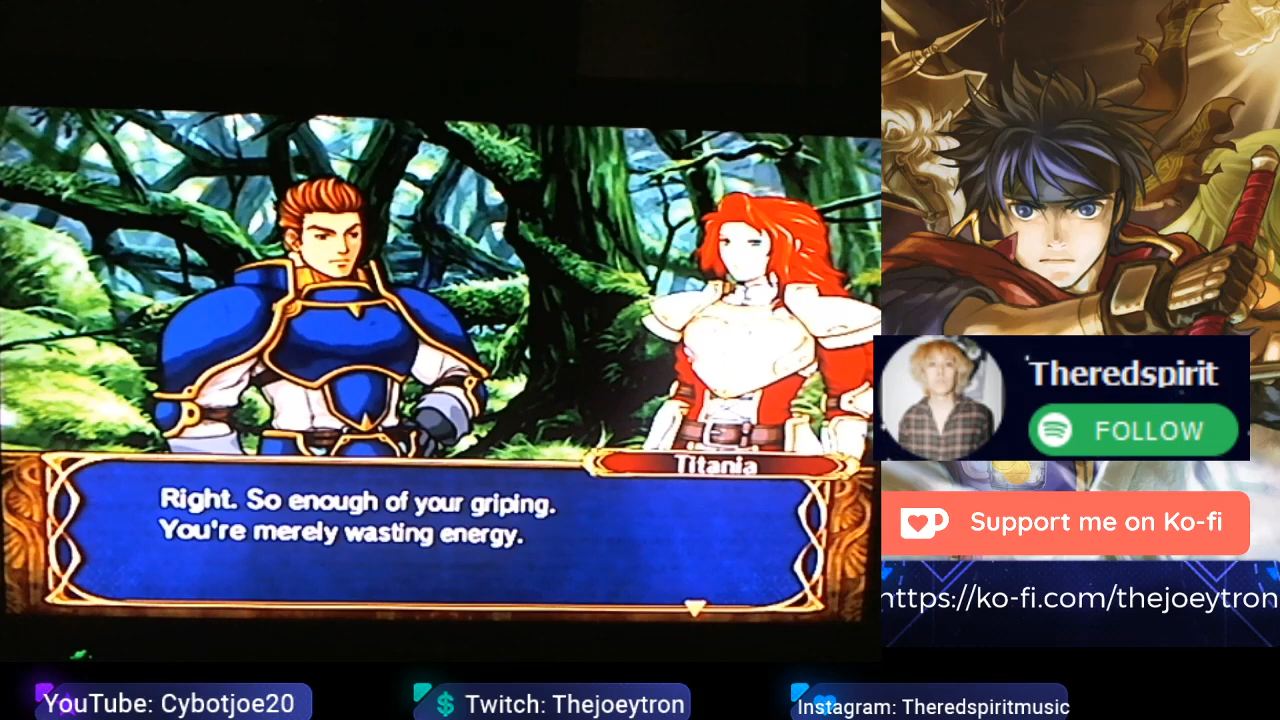 Titania
Right. So enough of your griping.
You're merely wasting energy.
Theredspirit
FOLLOW
Support me on Ko-fi
https://ko-fi.com/thejoeytron
YouTube: Cybotjoe20
Twitch: Thejoeytron
Instagram: Theredspiritmusic